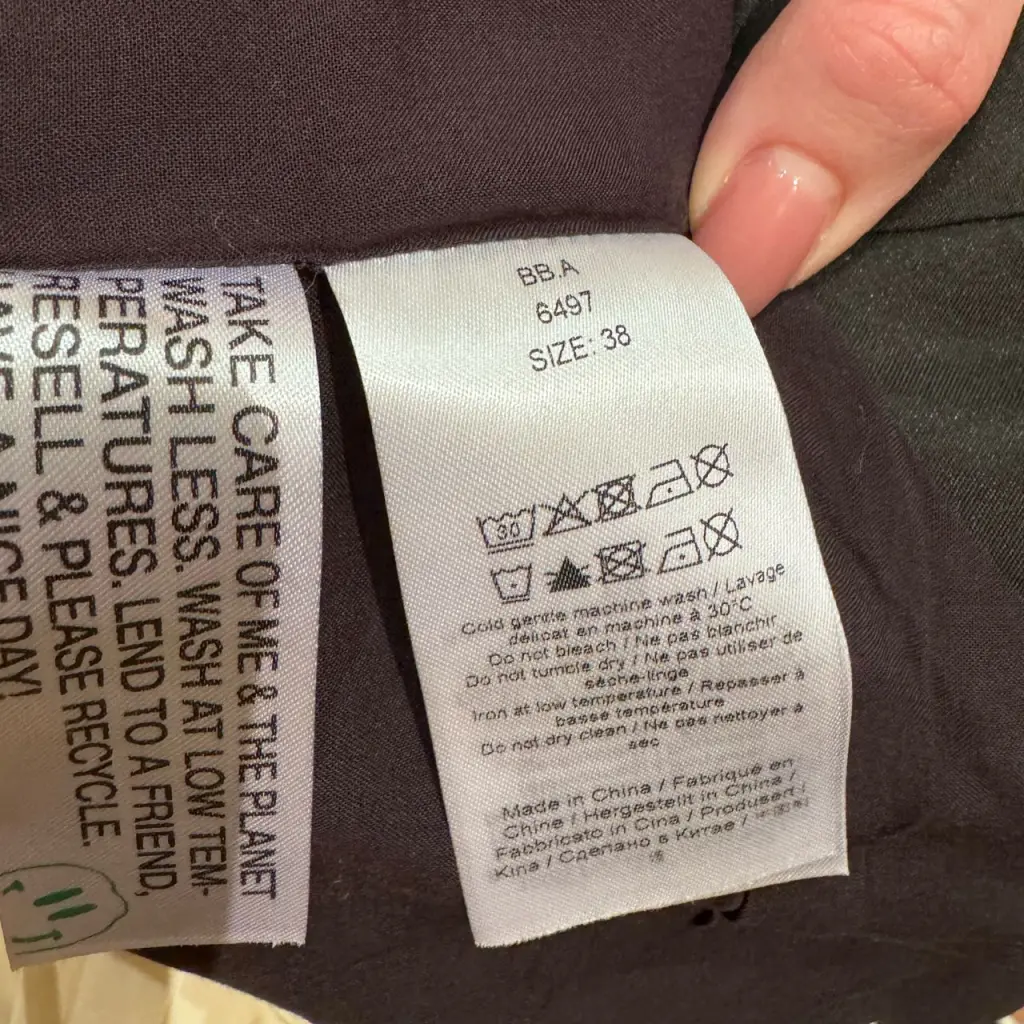 TAKE CARE OF ME & THE PLANET
WASH LESS. WASH AT LOW TEM-
PERATURES. LEND TO A FRIEND,
RESELL & PLEASE RECYCLE.
HAVE A NICE DAY!
BB.A
6497
SIZE: 38
30
Cold gentle machine wash / Lavage
délicat en machine à 30°C
Do not bleach / Ne pas blanchir
Do not tumble dry / Ne pas utiliser de
sèche-linge
Iron at low temperature / Repasser à
basse température
Do not dry clean / Ne pas nettoyer à
sec
Made in China / Fabriqué en
Chine / Hergestellt in China /
Fabbricato in Cina / Produsert i
Kina / Сделано в Китае /